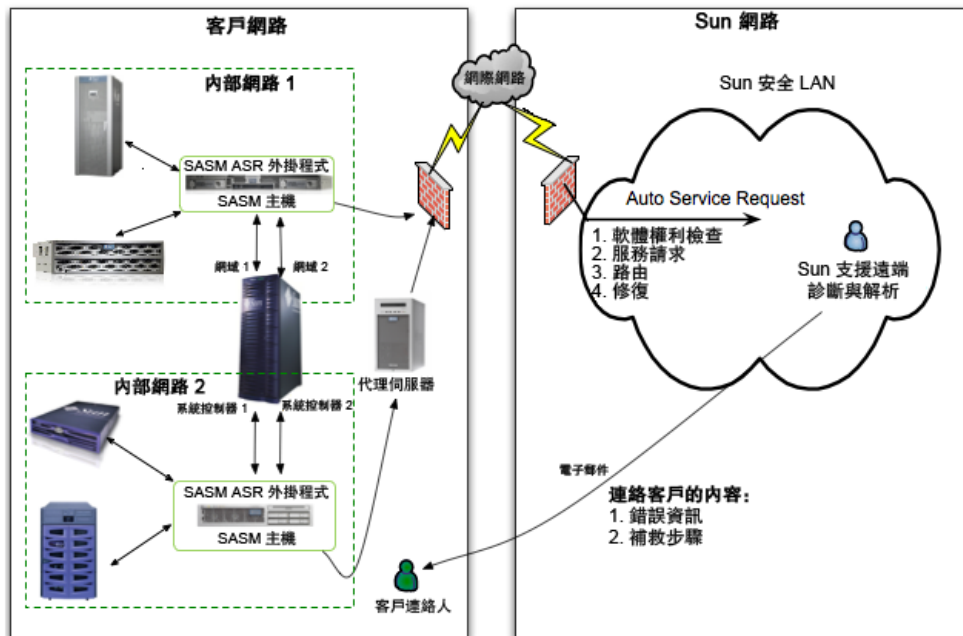 客戶網路
內部網路 1
SASM ASR 外掛程式
SASM 主機
網域 1
網域 2
內部網路 2
系統控制器 1
系統控制器 2
SASM ASR 外掛程式
SASM 主機
代理伺服器
客戶連絡人
網際網路
Sun 網路
Sun 安全 LAN
Auto Service Request
1. 軟體權利檢查
2. 服務請求
3. 路由
4. 修復
Sun 支援遠端
診斷與解析
電子郵件
連絡客戶的內容:
1. 錯誤資訊
2. 補救步驟